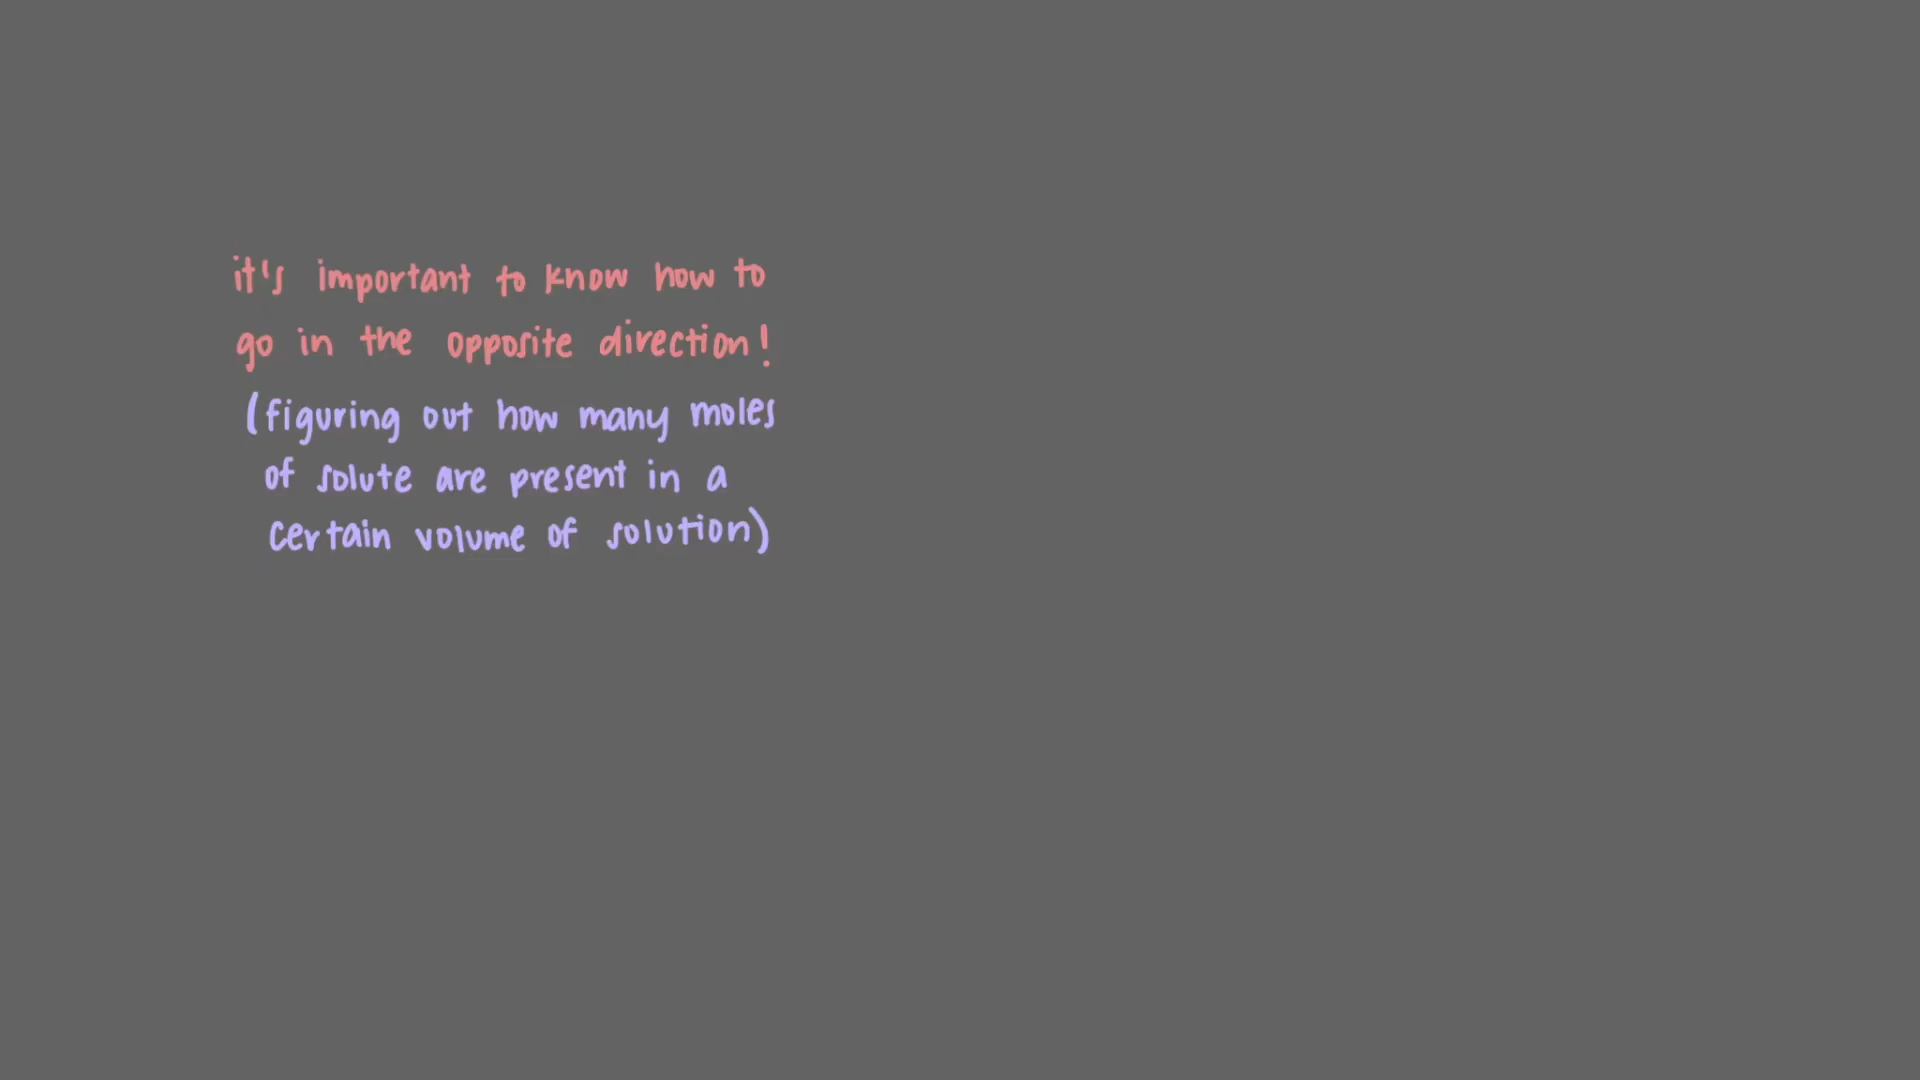 it's important to know how to
go in the opposite direction!
(figuring out how many moles
of solute are present in a
certain volume of solution)